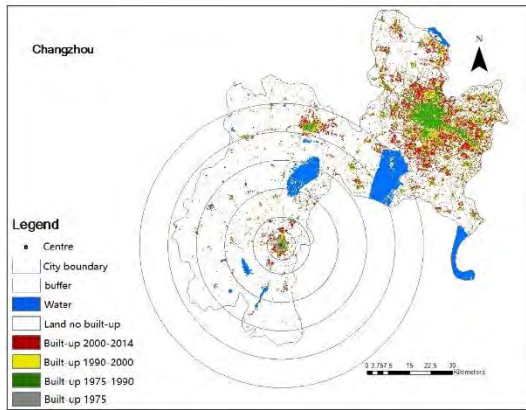 Changzhou
N
Legend
Centre
City boundary
buffer
Water
Land no built-up
Built-up 2000-2014
Built-up 1990-2000
Built-up 1975-1990
Built-up 1975
0 3.757.5 15 22.5 30
Kilometers